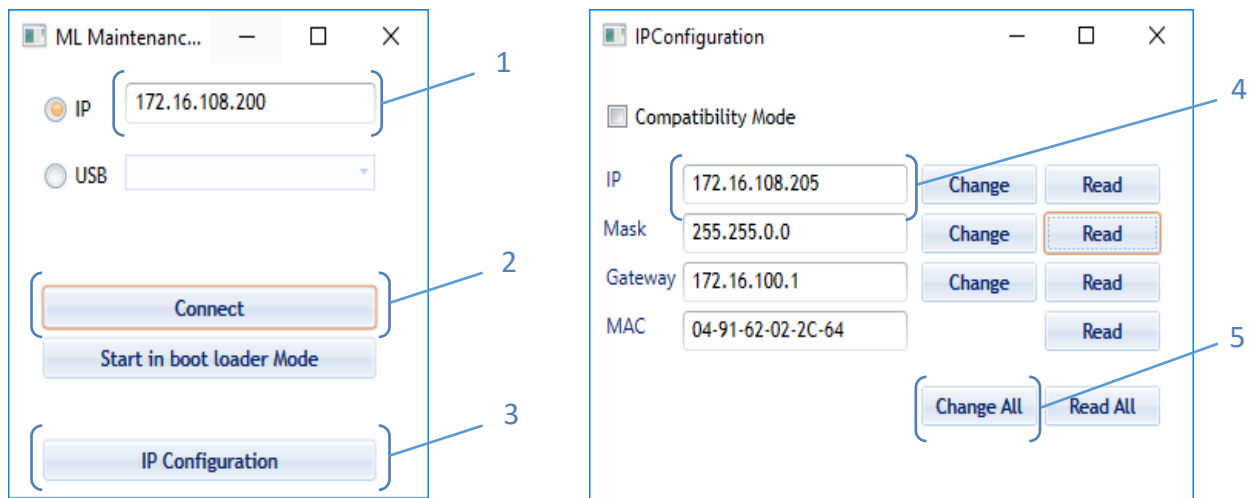 ML Maintenanc...
1
IP 172.16.108.200
USB
2
Connect
Start in boot loader Mode
3
IP Configuration
IPConfiguration
4
Compatibility Mode
IP 172.16.108.205 Change Read
Mask 255.255.0.0 Change Read
Gateway 172.16.100.1 Change Read
MAC 04-91-62-02-2C-64 Read
5
Change All Read All